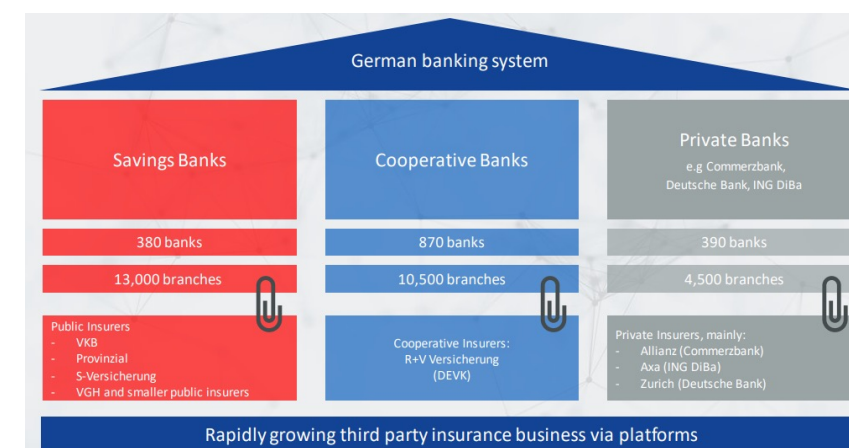 German banking system
Savings Banks
Cooperative Banks
Private Banks
e.g Commerzbank,
Deutsche Bank, ING DiBa
380 banks
870 banks
390 banks
13,000 branches
10,500 branches
4,500 branches
Public Insurers
- VKB
- Provinzial
- S-Versicherung
- VGH and smaller public insurers
Cooperative Insurers:
R+V Versicherung
(DEVK)
Private Insurers, mainly:
- Allianz (Commerzbank)
- Axa (ING DiBa)
- Zurich (Deutsche Bank)
Rapidly growing third party insurance business via platforms